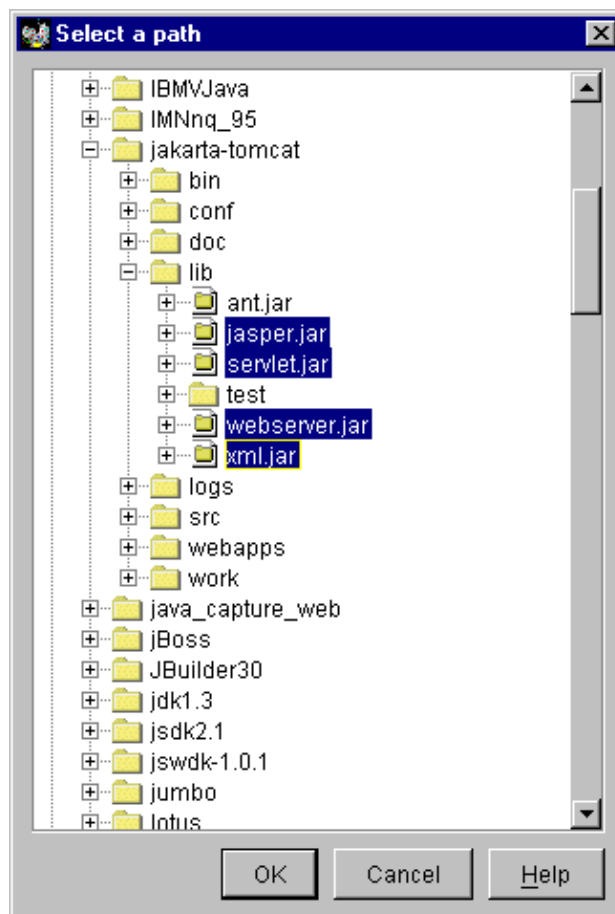 Select a path
IBMVJava
IMNnq_95
jakarta-tomcat
bin
conf
doc
lib
ant.jar
jasper.jar
servlet.jar
test
webserver.jar
xml.jar
logs
src
webapps
work
java_capture_web
jBoss
JBuilder30
jdk1.3
jsdk2.1
jswdk-1.0.1
jumbo
lotus
OK Cancel Help